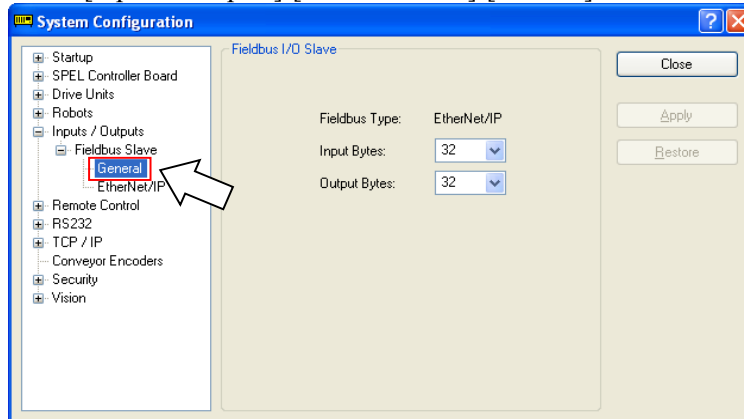 System Configuration
Startup
SPEL Controller Board
Drive Units
Robots
Inputs / Outputs
Fieldbus Slave
General
EtherNet/IP
Remote Control
RS232
TCP / IP
Conveyor Encoders
Security
Vision
Fieldbus I/O Slave
Fieldbus Type: EtherNet/IP
Input Bytes: 32
Output Bytes: 32
Close
Apply
Restore